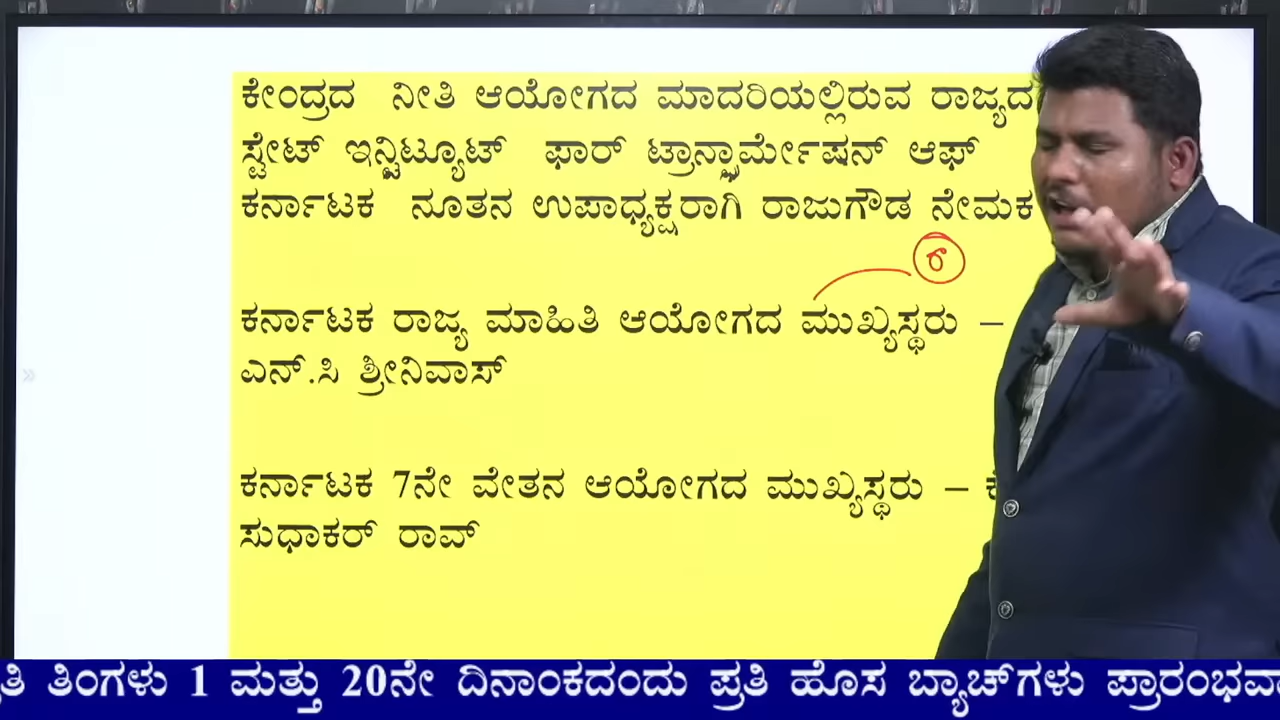 ಕೇಂದ್ರದ ನೀತಿ ಆಯೋಗದ ಮಾದರಿಯಲ್ಲಿರುವ ರಾಜ್ಯದ
ಸ್ಟೇಟ್ ಇನ್ಸ್ಟಿಟ್ಯೂಟ್ ಫಾರ್ ಟ್ರಾನ್ಸ್ಫಾರ್ಮೇಷನ್ ಆಫ್
ಕರ್ನಾಟಕ ನೂತನ ಉಪಾಧ್ಯಕ್ಷರಾಗಿ ರಾಜುಗೌಡ ನೇಮಕ
ಕರ್ನಾಟಕ ರಾಜ್ಯ ಮಾಹಿತಿ ಆಯೋಗದ ಮುಖ್ಯಸ್ಥರು –
ಎನ್.ಸಿ ಶ್ರೀನಿವಾಸ್
ಕರ್ನಾಟಕ 7ನೇ ವೇತನ ಆಯೋಗದ ಮುಖ್ಯಸ್ಥರು –
ಸುಧಾಕರ್ ರಾವ್
ತಿಂಗಳು 1 ಮತ್ತು 20ನೇ ದಿನಾಂಕದಂದು ಪ್ರತಿ ಹೊಸ ಬ್ಯಾಚ್‌ಗಳು